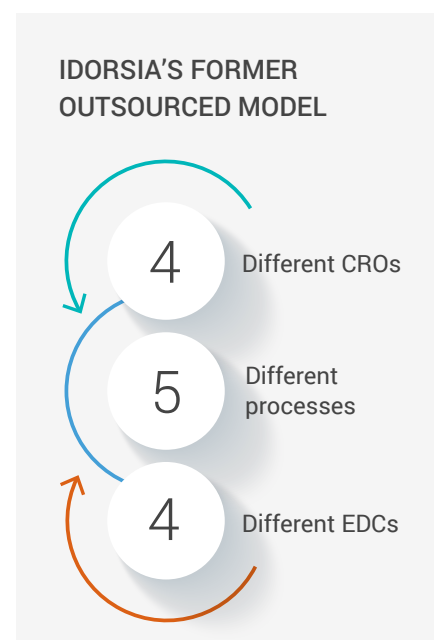 IDORSIA’S FORMER
OUTSOURCED MODEL
4
Different CROs
5
Different
processes
4
Different EDCs